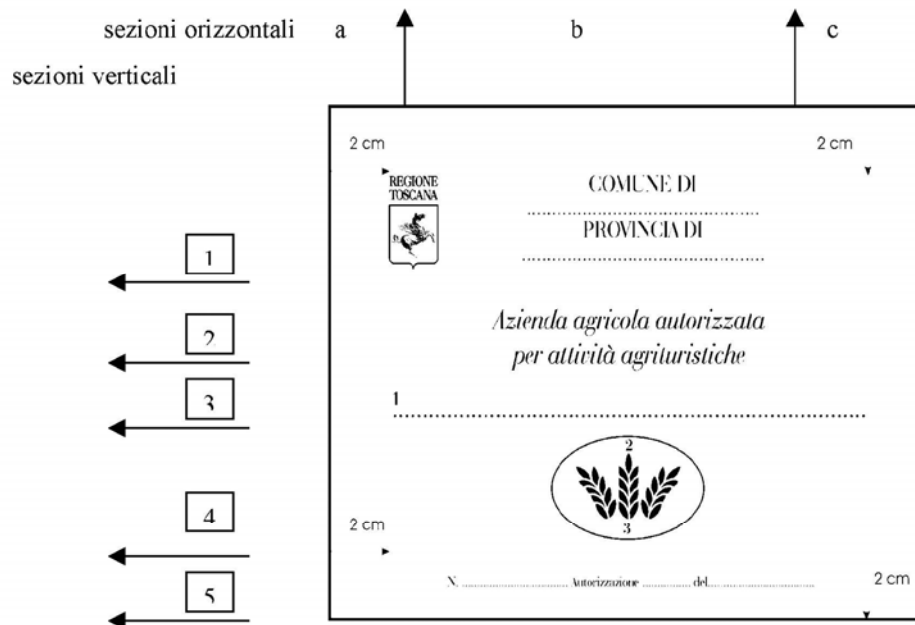 sezioni orizzontali a b c
sezioni verticali
2 cm 2 cm
REGIONE
TOSCANA
COMUNE DI
PROVINCIA DI
1
Azienda agricola autorizzata
2
per attività agrituristiche
3
1
2
4
3
2 cm
N. Autorizzazione del
2 cm
5